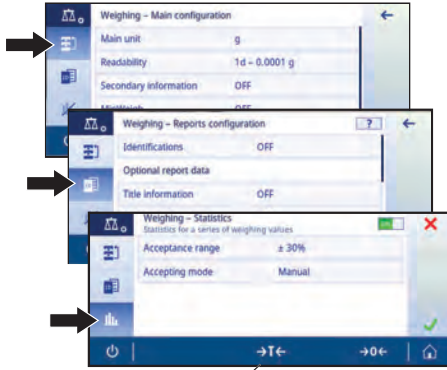 Weighing – Main configuration
Main unit g
Readability 1d – 0.0001 g
Secondary information OFF
Weighing – Reports configuration ?
Identifications OFF
Optional report data
Title information OFF
Weighing – Statistics
Statistics for a series of weighing values
Acceptance range ± 30%
Accepting mode Manual
→T← →0←